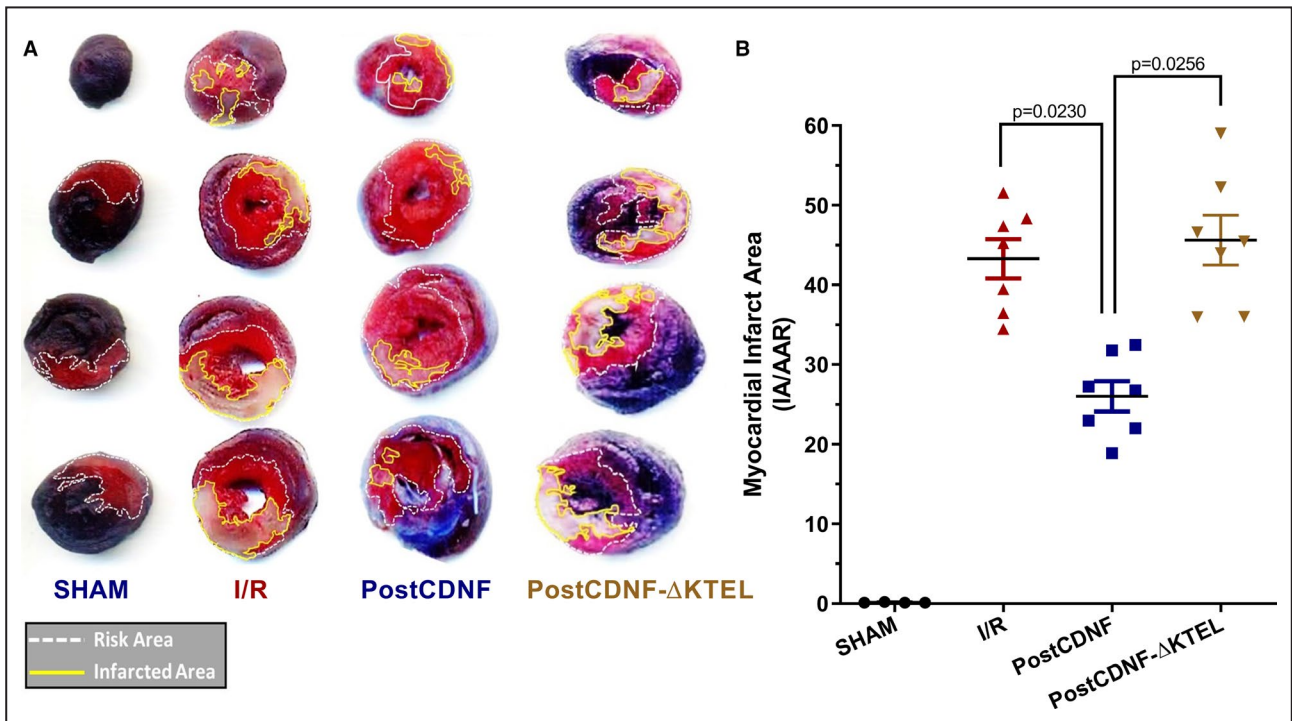 A
SHAM
I/R
PostCDNF
PostCDNF-ΔKTEL
Risk Area
Infarcted Area
B
p=0.0256
p=0.0230
Myocardial Infarct Area
(IA/AAR)
60
50
40
30
20
10
0
SHAM
I/R
PostCDNF
PostCDNF-ΔKTEL